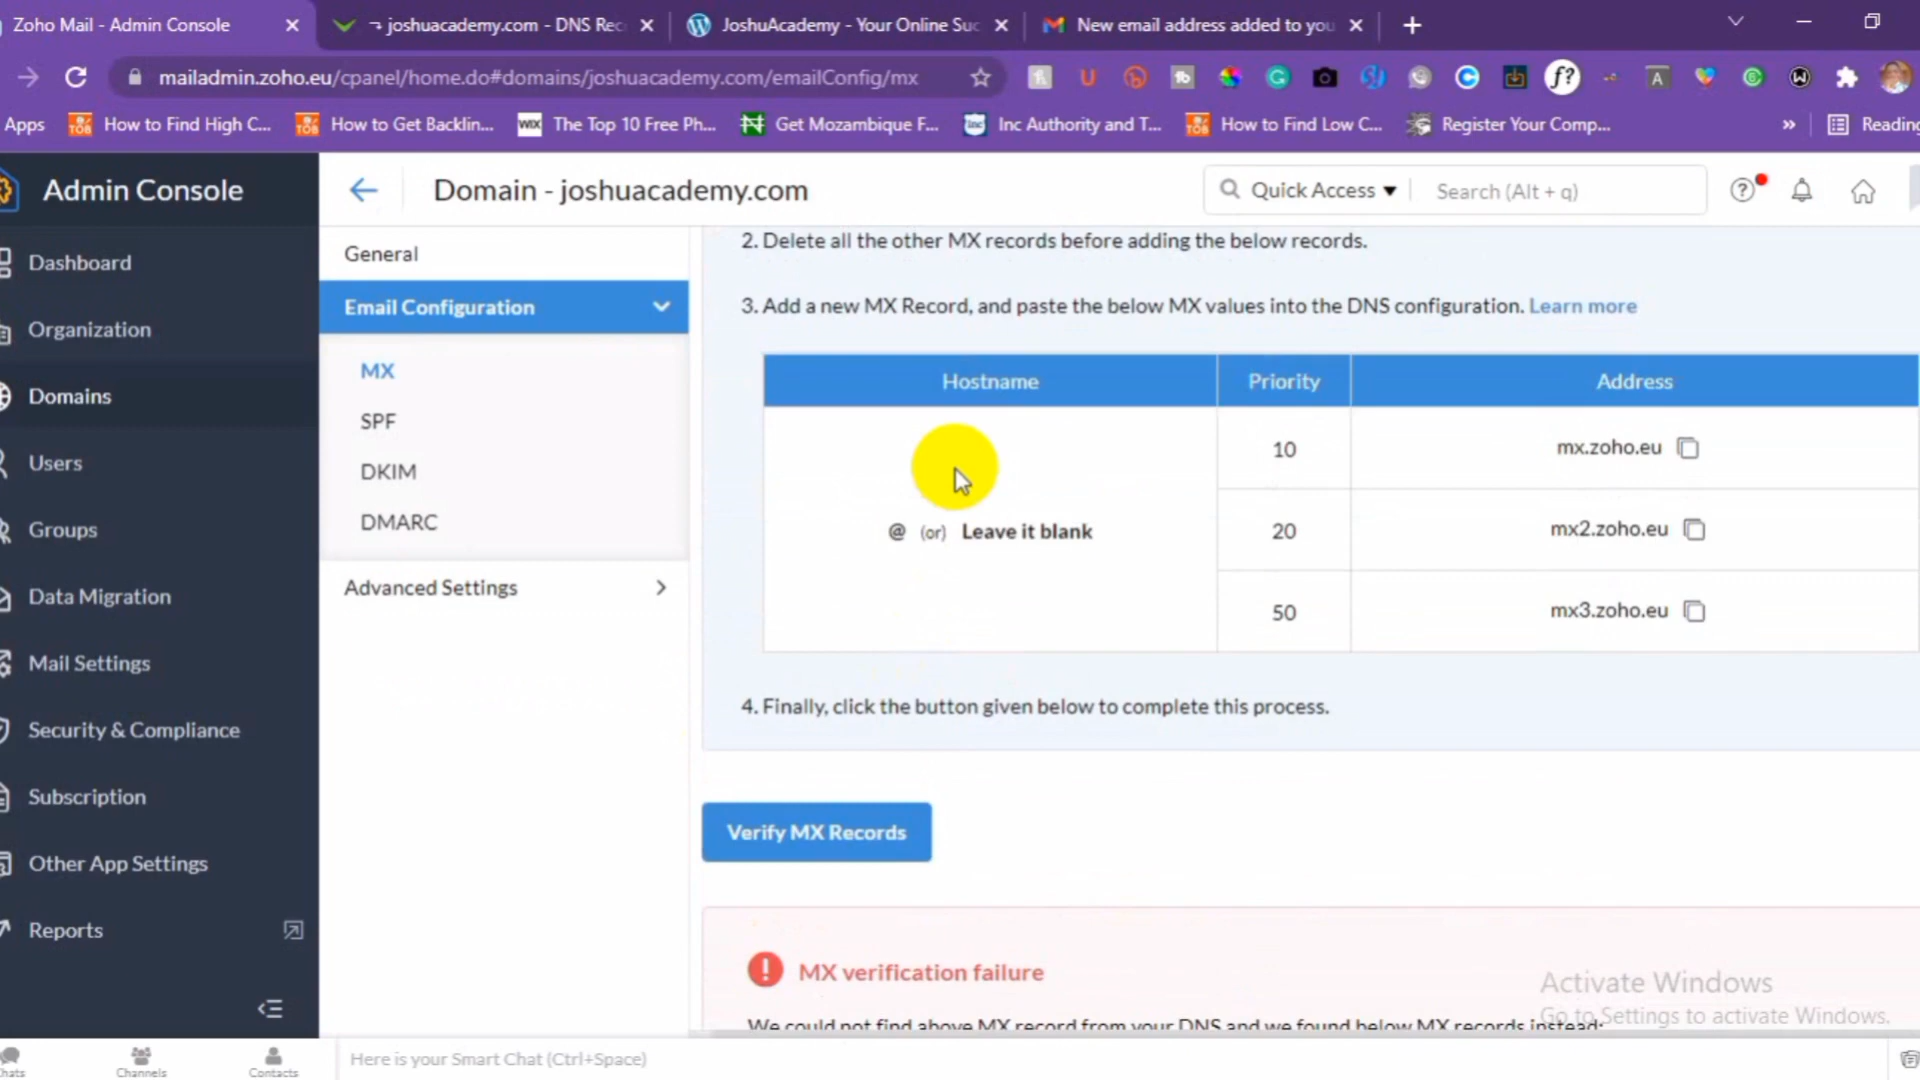 Zoho Mail - Admin Console
joshuacademy.com - DNS Rec
JoshuAcademy - Your Online Suc
New email address added to you
mailadmin.zoho.eu/cpanel/home.do#domains/joshuacademy.com/emailConfig/mx
Apps
How to Find High C...
How to Get Backlin...
WIX
The Top 10 Free Ph...
Get Mozambique F...
Inc Authority and T...
How to Find Low C...
Register Your Comp...
Reading
Admin Console
Domain - joshuacademy.com
Quick Access
Search (Alt + q)
Dashboard
Organization
Domains
Users
Groups
Data Migration
Mail Settings
Security & Compliance
Subscription
Other App Settings
Reports
General
Email Configuration
MX
SPF
DKIM
DMARC
Advanced Settings
2. Delete all the other MX records before adding the below records.
3. Add a new MX Record, and paste the below MX values into the DNS configuration. Learn more
Hostname Priority Address
@ (or) Leave it blank
10 mx.zoho.eu
20 mx2.zoho.eu
50 mx3.zoho.eu
4. Finally, click the button given below to complete this process.
Verify MX Records
MX verification failure
We could not find above MX record from your DNS and we found below MX records instead:
Activate Windows
Go to Settings to activate Windows.
Chats
Channels
Contacts
Here is your Smart Chat (Ctrl+Space)